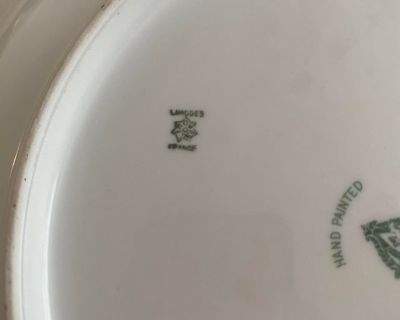 LIMOGES
FRANCE
HAND PAINTED